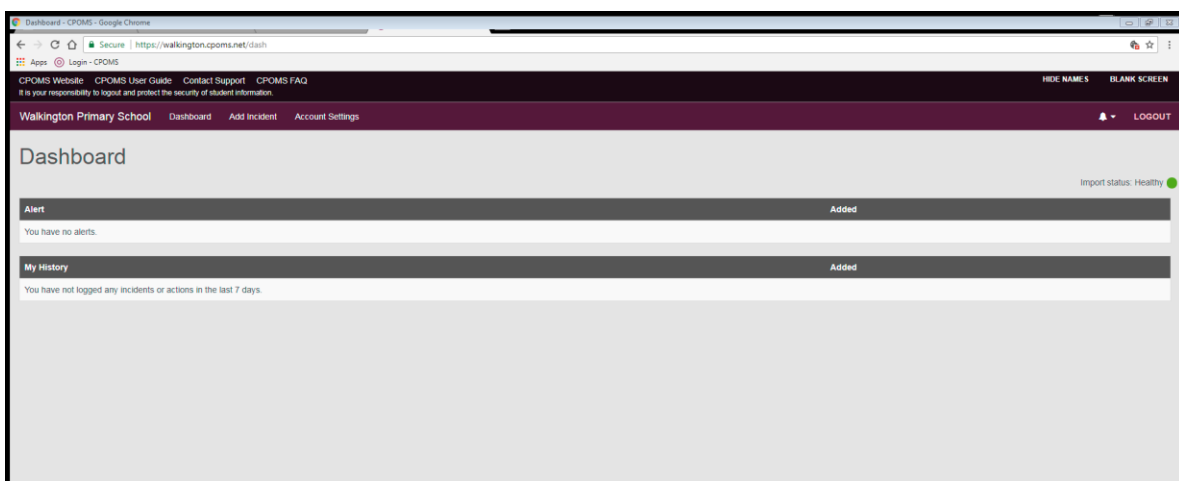 Dashboard - CPOMS - Google Chrome
Secure | https://walkington.cpoms.net/dash
Apps Login - CPOMS
CPOMS Website CPOMS User Guide Contact Support CPOMS FAQ HIDE NAMES BLANK SCREEN
It is your responsibility to logout and protect the security of student information.
Walkington Primary School Dashboard Add Incident Account Settings LOGOUT
Dashboard
Import status: Healthy
Alert Added
You have no alerts.
My History Added
You have not logged any incidents or actions in the last 7 days.